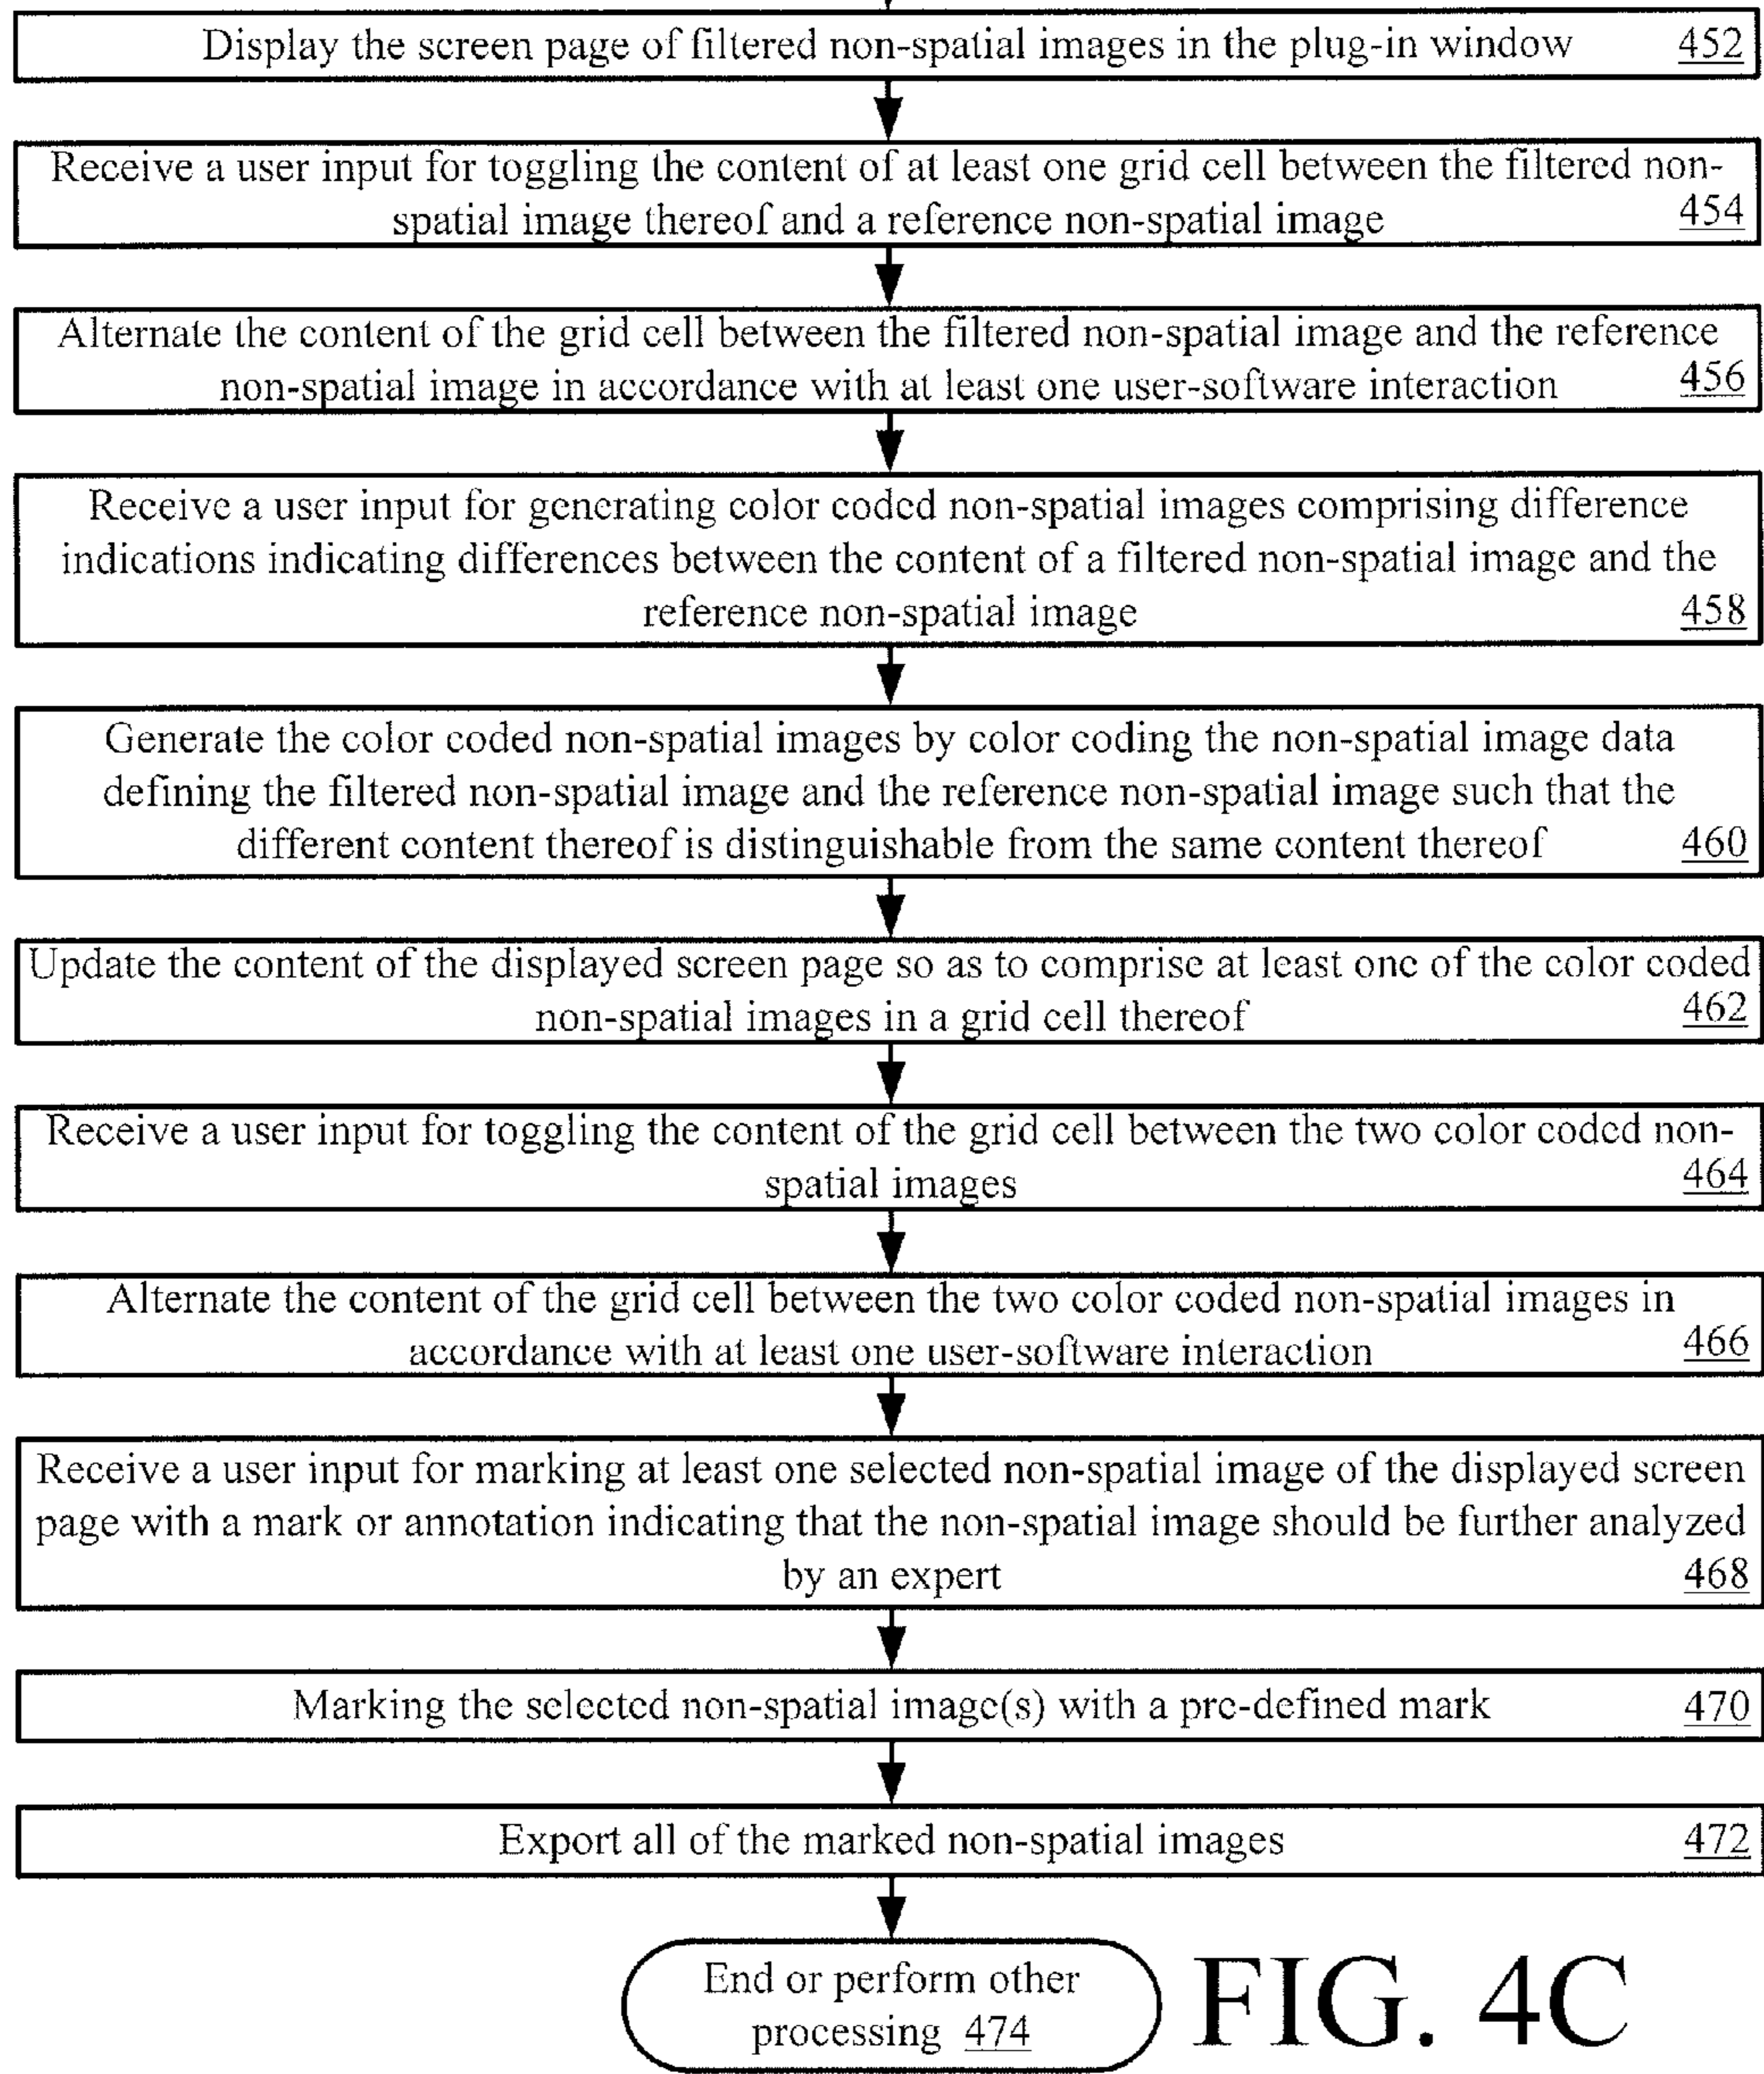 Display the screen page of filtered non-spatial images in the plug-in window 452
Receive a user input for toggling the content of at least one grid cell between the filtered non-
spatial image thereof and a reference non-spatial image 454
Alternate the content of the grid cell between the filtered non-spatial image and the reference
non-spatial image in accordance with at least one user-software interaction 456
Receive a user input for generating color coded non-spatial images comprising difference
indications indicating differences between the content of a filtered non-spatial image and the
reference non-spatial image 458
Generate the color coded non-spatial images by color coding the non-spatial image data
defining the filtered non-spatial image and the reference non-spatial image such that the
different content thereof is distinguishable from the same content thereof 460
Update the content of the displayed screen page so as to comprise at least one of the color coded
non-spatial images in a grid cell thereof 462
Receive a user input for toggling the content of the grid cell between the two color coded non-
spatial images 464
Alternate the content of the grid cell between the two color coded non-spatial images in
accordance with at least one user-software interaction 466
Receive a user input for marking at least one selected non-spatial image of the displayed screen
page with a mark or annotation indicating that the non-spatial image should be further analyzed
by an expert 468
Marking the selected non-spatial image(s) with a pre-defined mark 470
Export all of the marked non-spatial images 472
End or perform other
processing 474
FIG. 4C